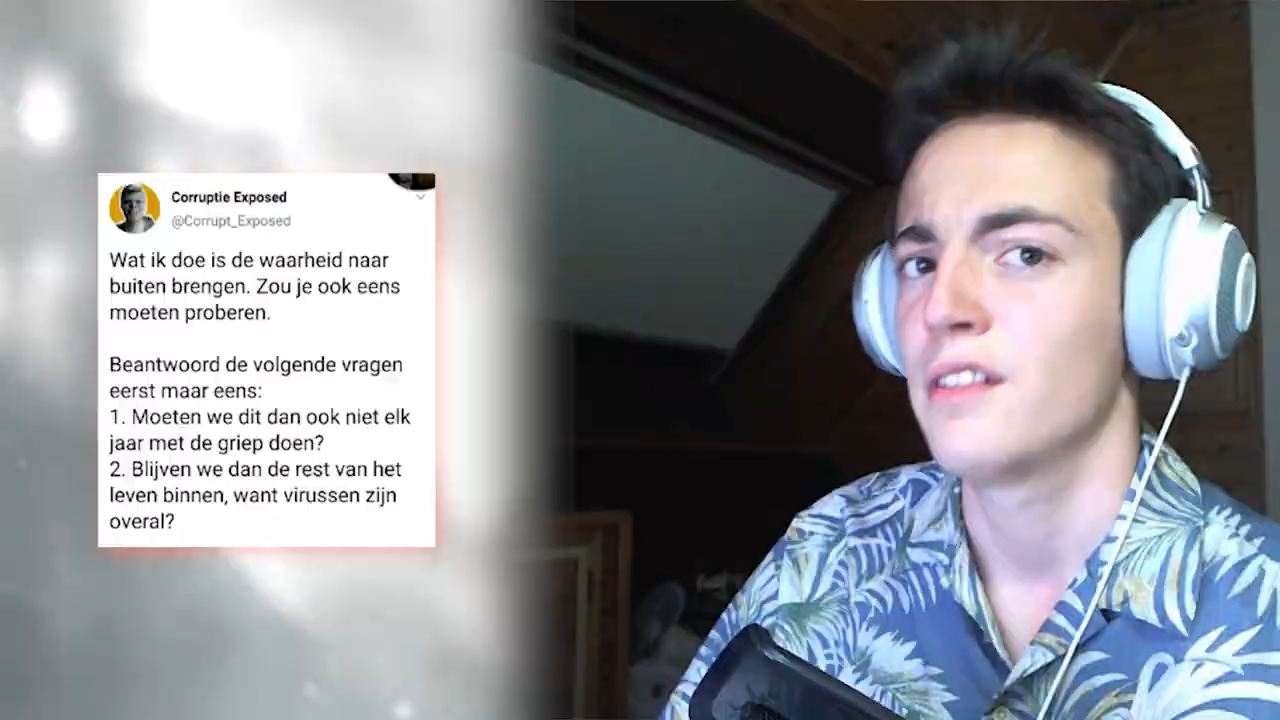 Corruptie Exposed
@Corrupt_Exposed
Wat ik doe is de waarheid naar
buiten brengen. Zou je ook eens
moeten proberen.
Beantwoord de volgende vragen
eerst maar eens:
1. Moeten we dit dan ook niet elk
jaar met de griep doen?
2. Blijven we dan de rest van het
leven binnen, want virussen zijn
overal?